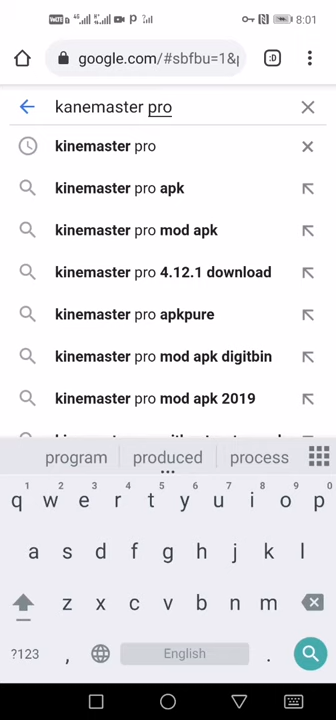 8:01
google.com/#sbfbu=1&p
:D
kanemaster pro
kinemaster pro
kinemaster pro apk
kinemaster pro mod apk
kinemaster pro 4.12.1 download
kinemaster pro apkpure
kinemaster pro mod apk digitbin
kinemaster pro mod apk 2019
program produced process
1 2 3 4 5 6 7 8 9 0
q w e r t y u i o p
a s d f g h j k l
z x c v b n m
?123 , English .